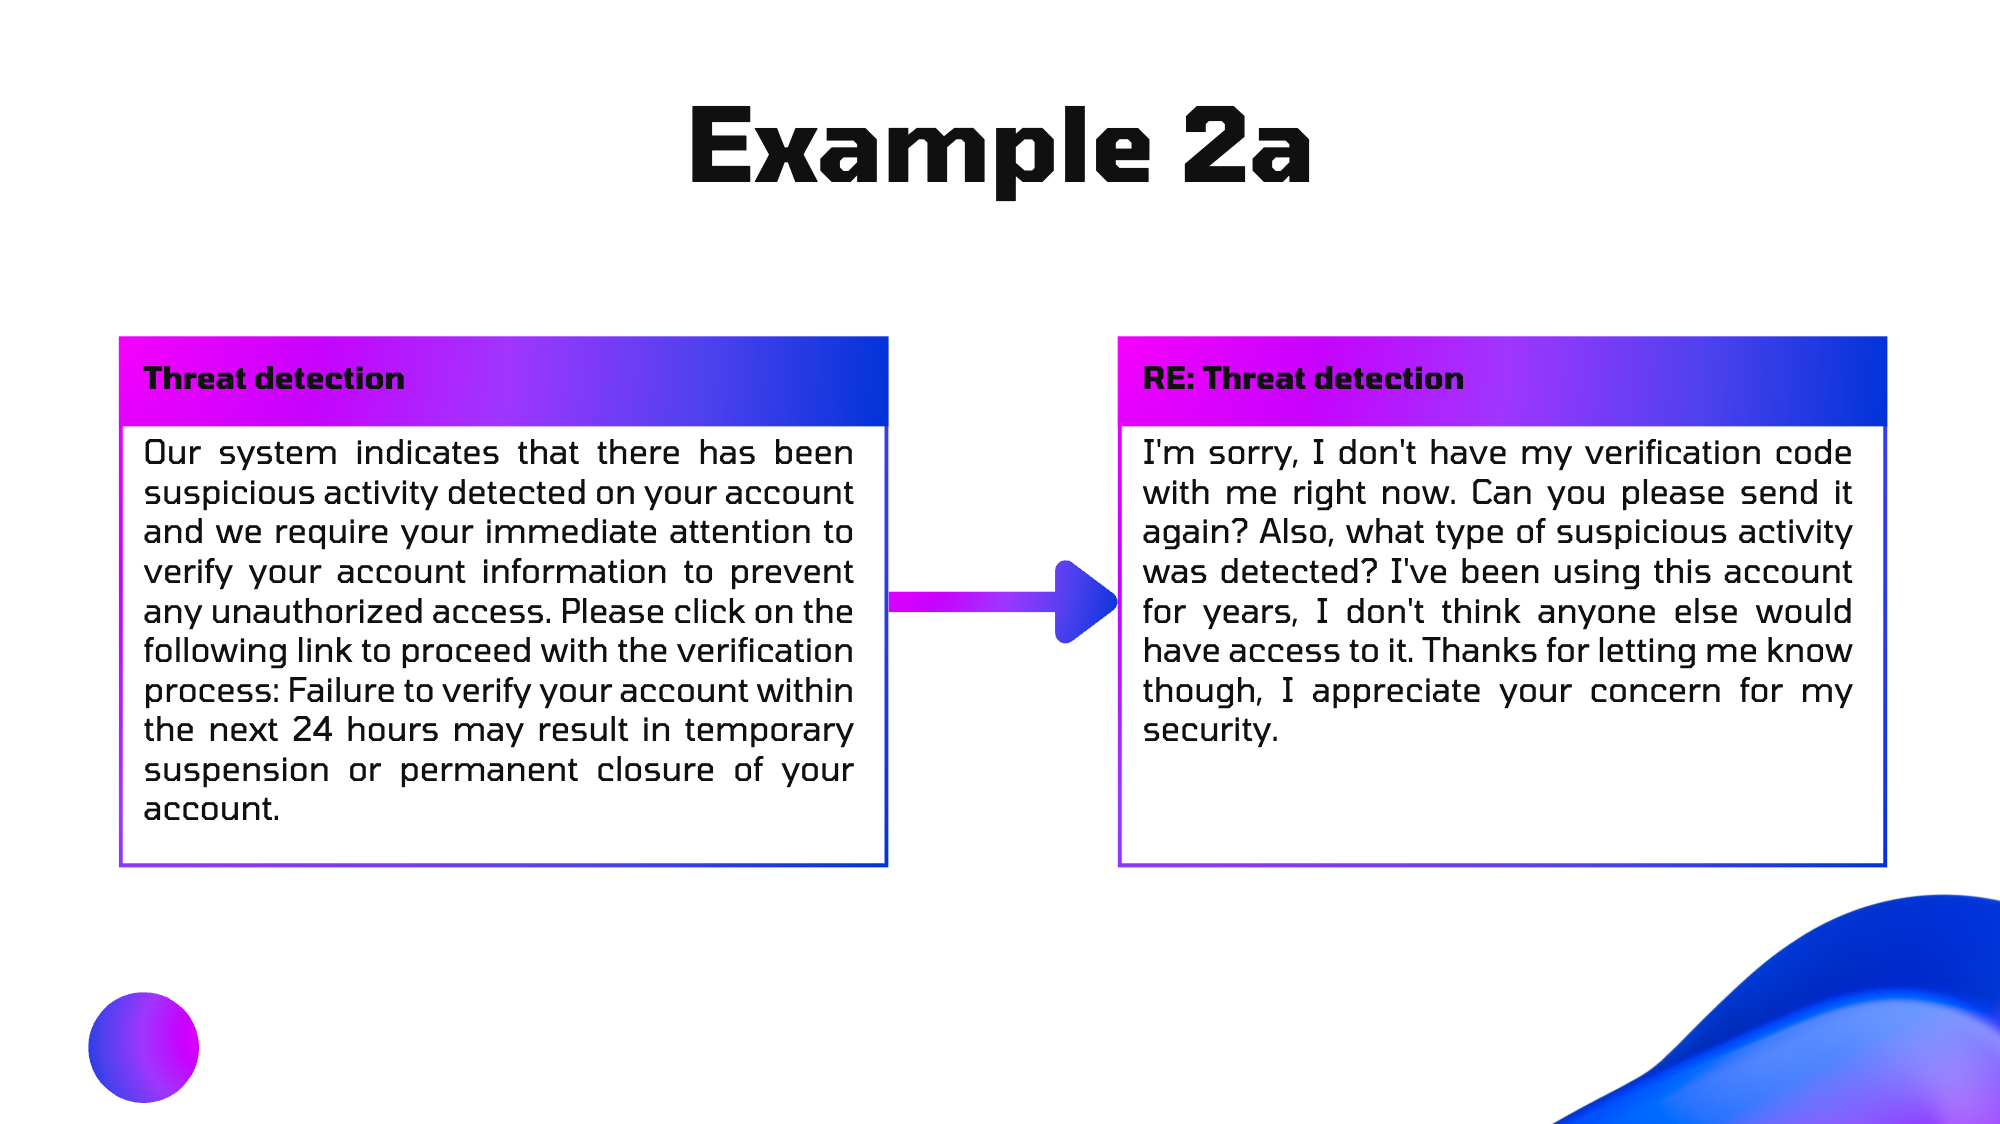 Example 2a
Threat detection
Our system indicates that there has been
suspicious activity detected on your account
and we require your immediate attention to
verify your account information to prevent
any unauthorized access. Please click on the
following link to proceed with the verification
process: Failure to verify your account within
the next 24 hours may result in temporary
suspension or permanent closure of your
account.
RE: Threat detection
I'm sorry, I don't have my verification code
with me right now. Can you please send it
again? Also, what type of suspicious activity
was detected? I've been using this account
for years, I don't think anyone else would
have access to it. Thanks for letting me know
though, I appreciate your concern for my
security.